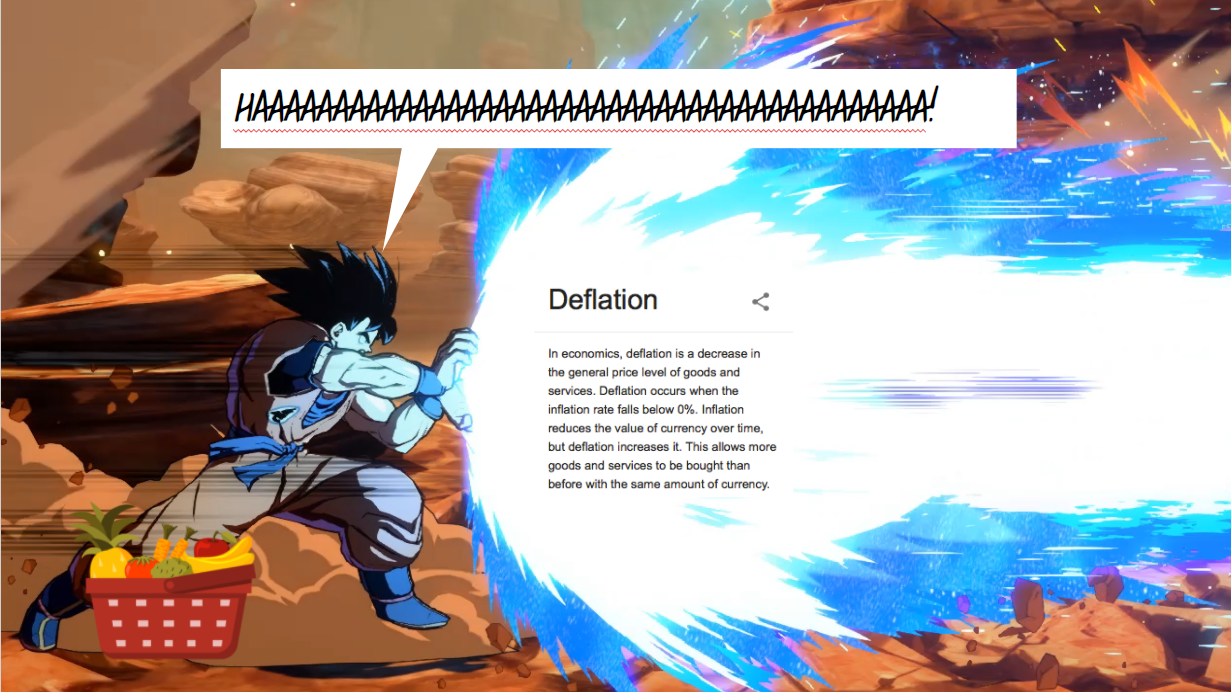 HAAAAAAAAAAAAAAAAAAAAAAAAAAAAAAAAAAAAAAAAA!
Deflation
In economics, deflation is a decrease in
the general price level of goods and
services. Deflation occurs when the
inflation rate falls below 0%. Inflation
reduces the value of currency over time,
but deflation increases it. This allows more
goods and services to be bought than
before with the same amount of currency.